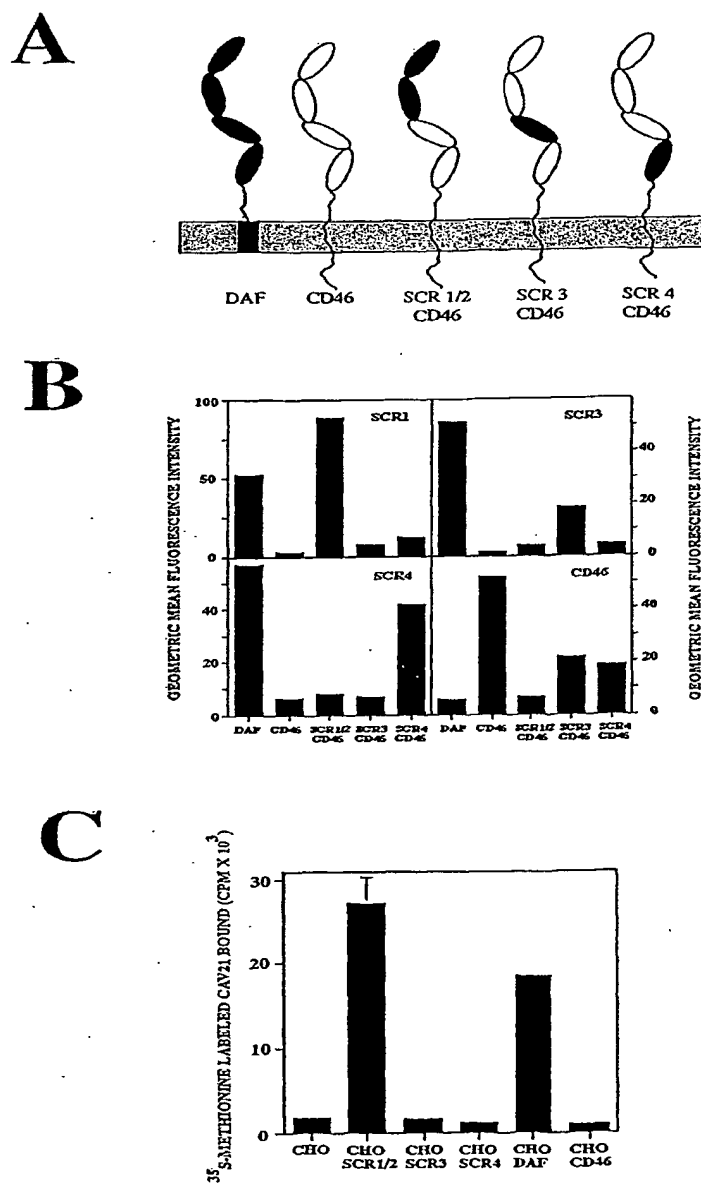 A
DAF CD46 SCR 1/2 CD46 SCR 3 CD46 SCR 4 CD46
B
GEOMETRIC MEAN FLUORESCENCE INTENSITY
100
50
0
SCR1
SCR3
40
20
0
40
20
0
SCR4
CD46
40
20
0
GEOMETRIC MEAN FLUORESCENCE INTENSITY
DAF CD46 SCR1/2 CD46 SCR3 CD46 SCR4 CD46 DAF CD46 SCR1/2 CD46 SCR3 CD46 SCR4 CD46
C
35S-METHIONINE LABELED CAV21 BOUND (CPM X 10^3)
30
20
10
0
CHO CHO SCR1/2 CHO SCR3 CHO SCR4 CHO DAF CHO CD46